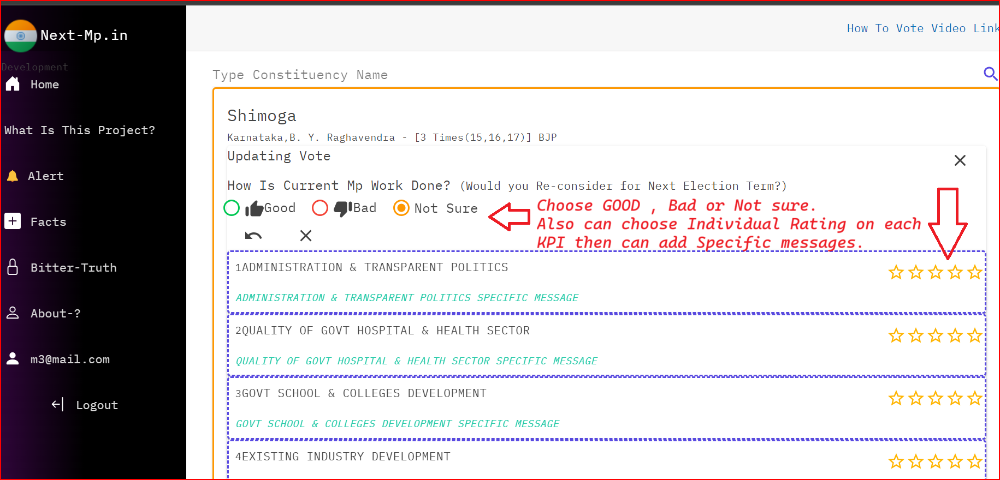 Next-Mp.in
Development
Home
What Is This Project?
Alert
Facts
Bitter-Truth
About-?
m3@mail.com
Logout
How To Vote Video Link
Type Constituency Name
Shimoga
Karnataka,B. Y. Raghavendra - [3 Times(15,16,17)] BJP
Updating Vote
How Is Current Mp Work Done? (Would you Re-consider for Next Election Term?)
Good Bad Not Sure
Choose GOOD , Bad or Not sure.
Also can choose Individual Rating on each
KPI then can add Specific messages.
1ADMINISTRATION & TRANSPARENT POLITICS
ADMINISTRATION & TRANSPARENT POLITICS SPECIFIC MESSAGE
2QUALITY OF GOVT HOSPITAL & HEALTH SECTOR
QUALITY OF GOVT HOSPITAL & HEALTH SECTOR SPECIFIC MESSAGE
3GOVT SCHOOL & COLLEGES DEVELOPMENT
GOVT SCHOOL & COLLEGES DEVELOPMENT SPECIFIC MESSAGE
4EXISTING INDUSTRY DEVELOPMENT